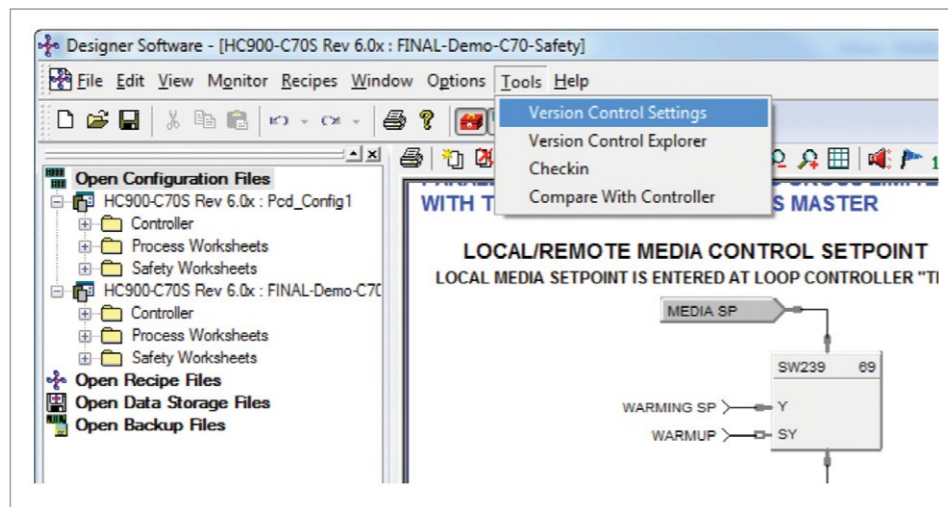 Designer Software - [HC900-C70S Rev 6.0x : FINAL-Demo-C70-Safety]
File Edit View Monitor Recipes Window Options Tools Help
Version Control Settings
Version Control Explorer
Checkin
Compare With Controller
Open Configuration Files
HC900-C70S Rev 6.0x : Pcd_Config1
Controller
Process Worksheets
Safety Worksheets
HC900-C70S Rev 6.0x : FINAL-Demo-C70
Controller
Process Worksheets
Safety Worksheets
Open Recipe Files
Open Data Storage Files
Open Backup Files
WITH T S MASTER
LOCAL/REMOTE MEDIA CONTROL SETPOINT
LOCAL MEDIA SETPOINT IS ENTERED AT LOOP CONTROLLER "TI
MEDIA SP
SW239 69
WARMING SP Y
WARMUP SY